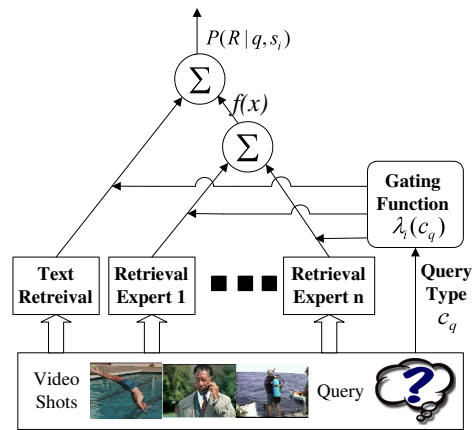 P(R | q, s_i)
Σ
f(x)
Σ
Gating
Function
λ_i(c_q)
Text
Retreival
Retrieval
Expert 1
Retrieval
Expert n
Query
Type
c_q
Video
Shots
Query
?